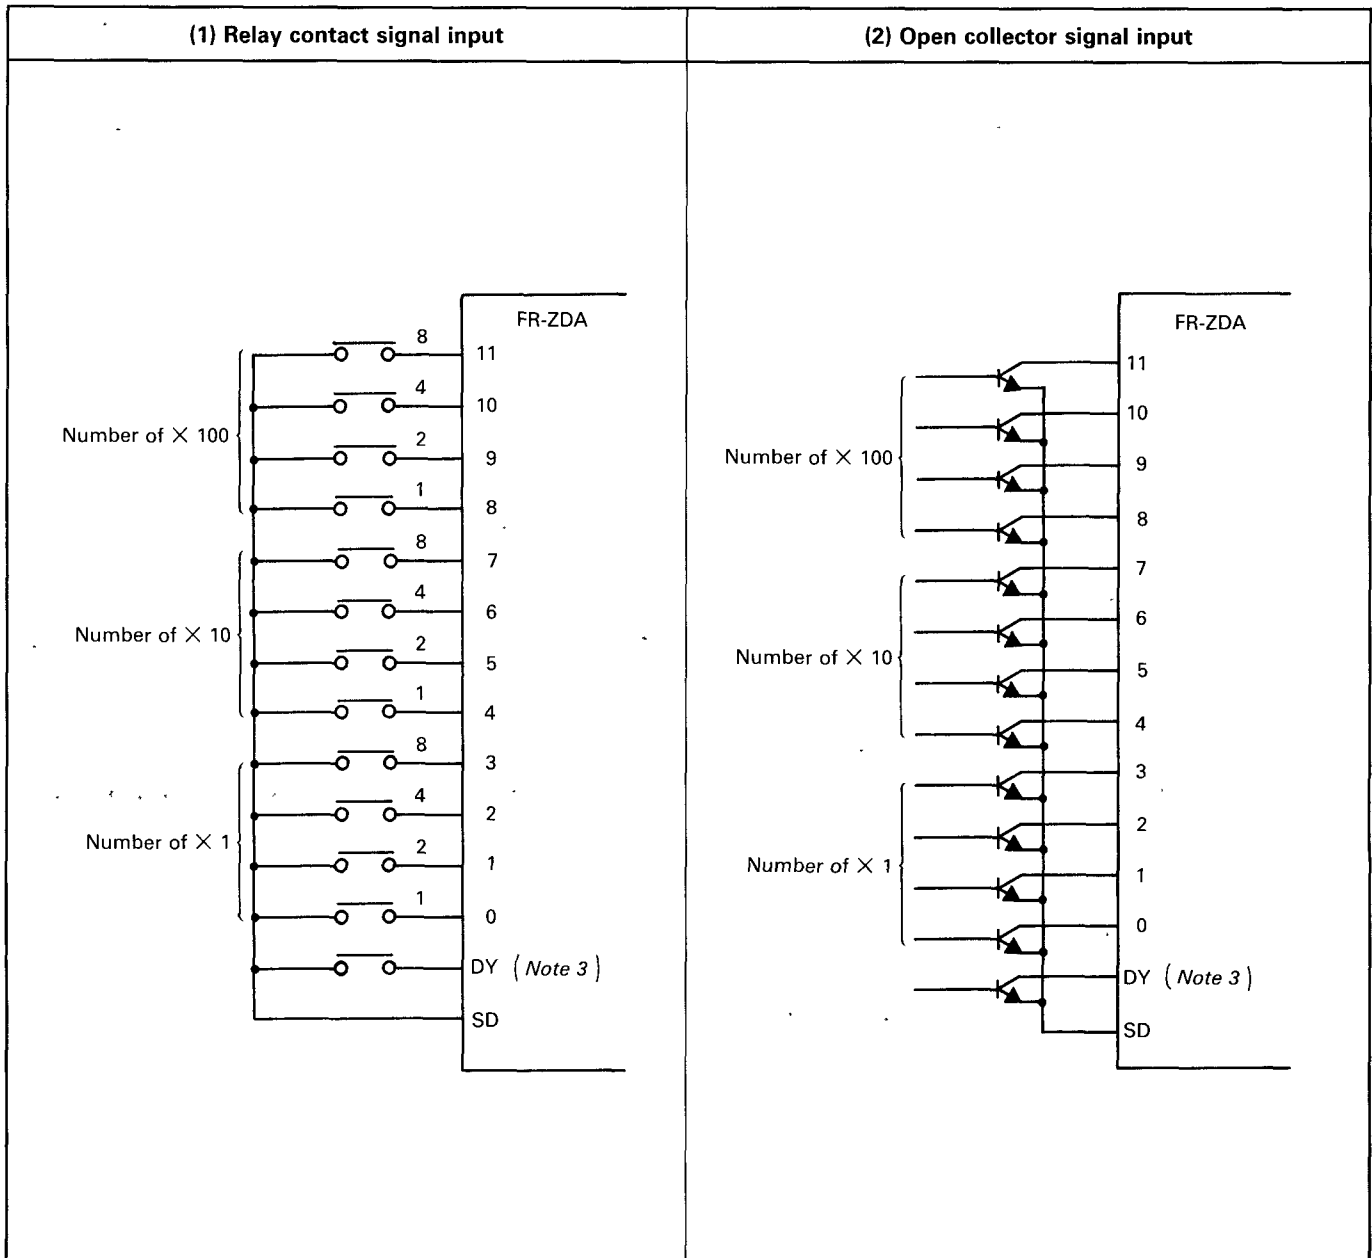 (1) Relay contact signal input
FR-ZDA
Number of × 100
8 11
4 10
2 9
1 8
Number of × 10
8 7
4 6
2 5
1 4
Number of × 1
8 3
4 2
2 1
1 0
DY (Note 3)
SD
(2) Open collector signal input
FR-ZDA
Number of × 100
11
10
9
8
Number of × 10
7
6
5
4
Number of × 1
3
2
1
0
DY (Note 3)
SD